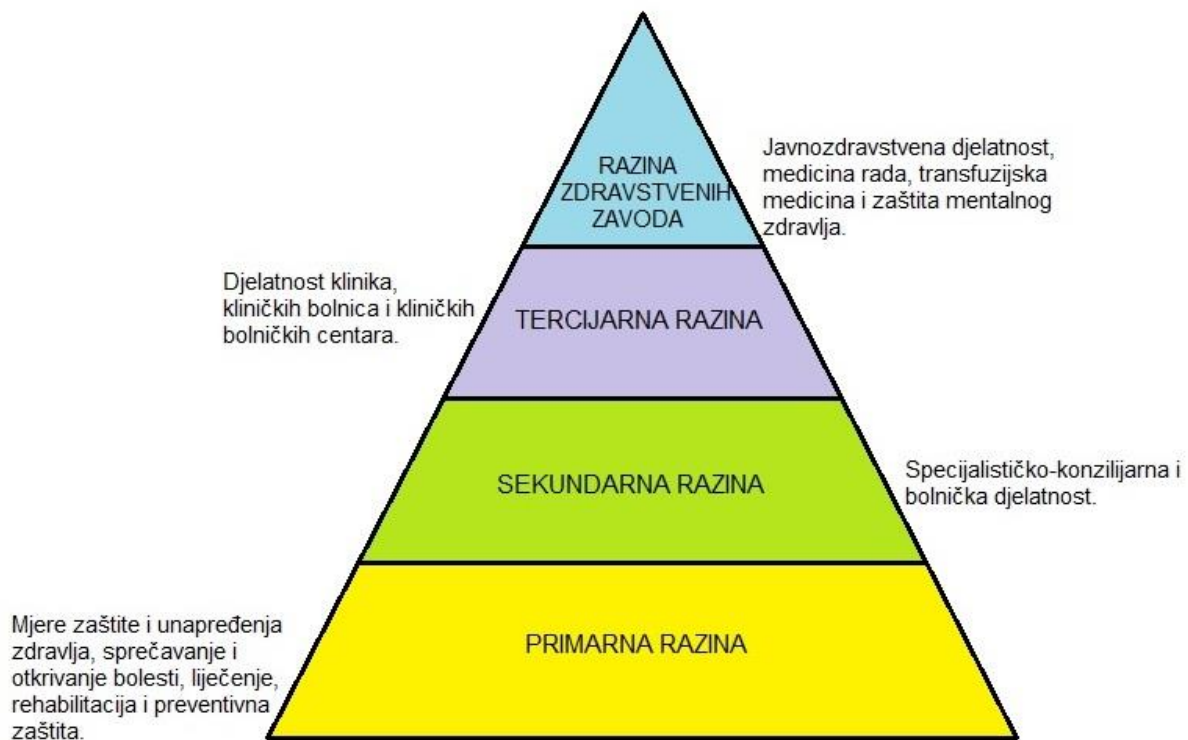 RAZINA
ZDRAVSTVENIH
ZAVODA
Javnozdravstvena djelatnost,
medicina rada, transfuzijska
medicina i zaštita mentalnog
zdravlja.
Djelatnost klinika,
kliničkih bolnica i kliničkih
bolničkih centara.
TERCIJARNA RAZINA
SEKUNDARNA RAZINA
Specijalističko-konzilijarna i
bolnička djelatnost.
Mjere zaštite i unapređenja
zdravlja, sprečavanje i
otkrivanje bolesti, liječenje,
rehabilitacija i preventivna
zaštita.
PRIMARNA RAZINA